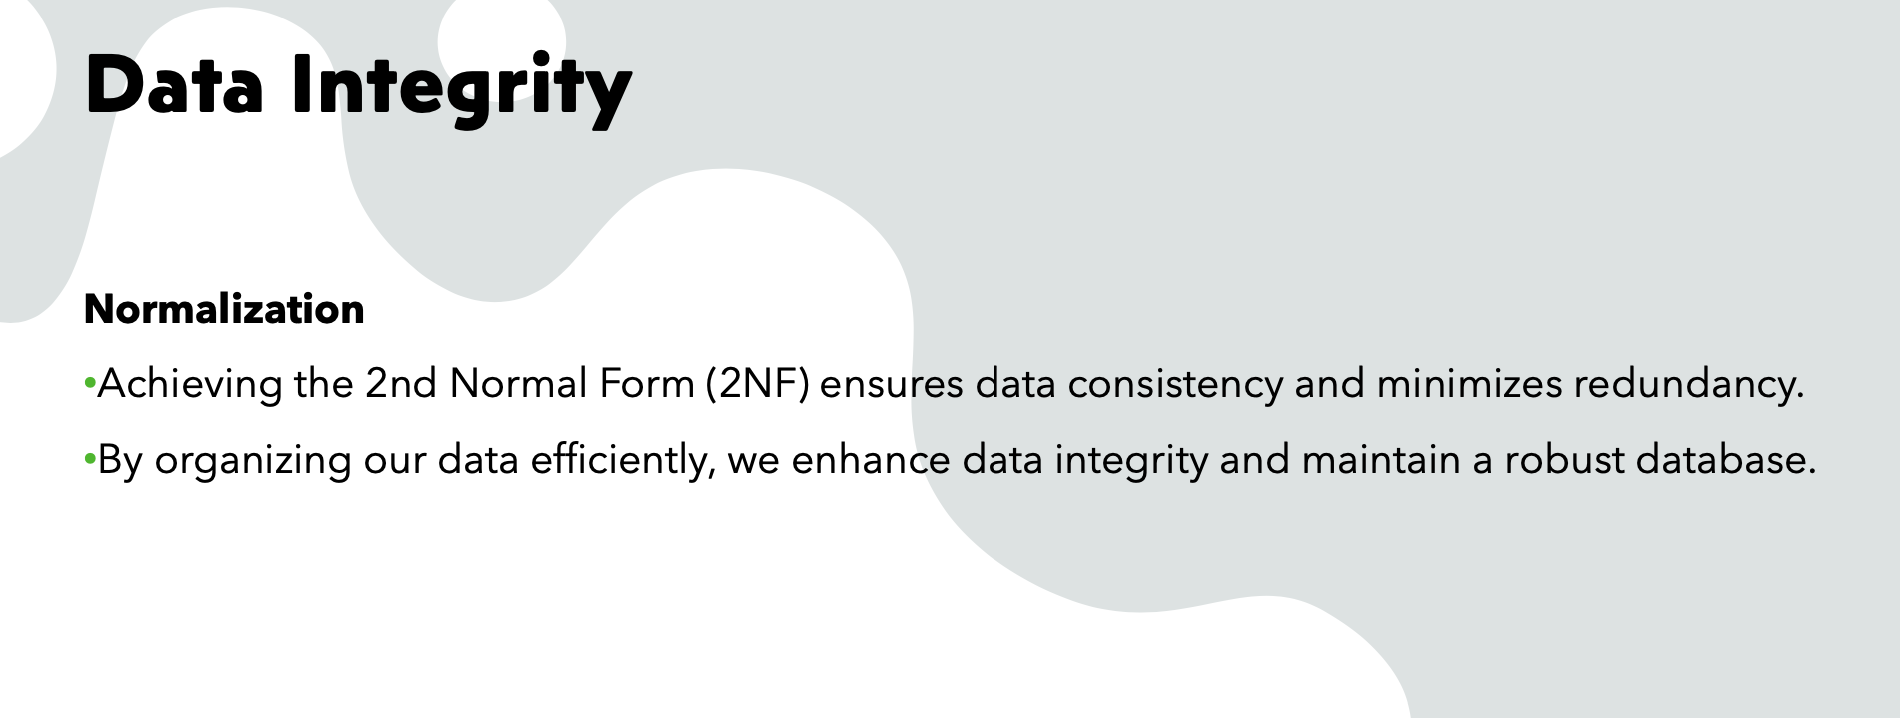 Data Integrity
Normalization
•Achieving the 2nd Normal Form (2NF) ensures data consistency and minimizes redundancy.
•By organizing our data efficiently, we enhance data integrity and maintain a robust database.